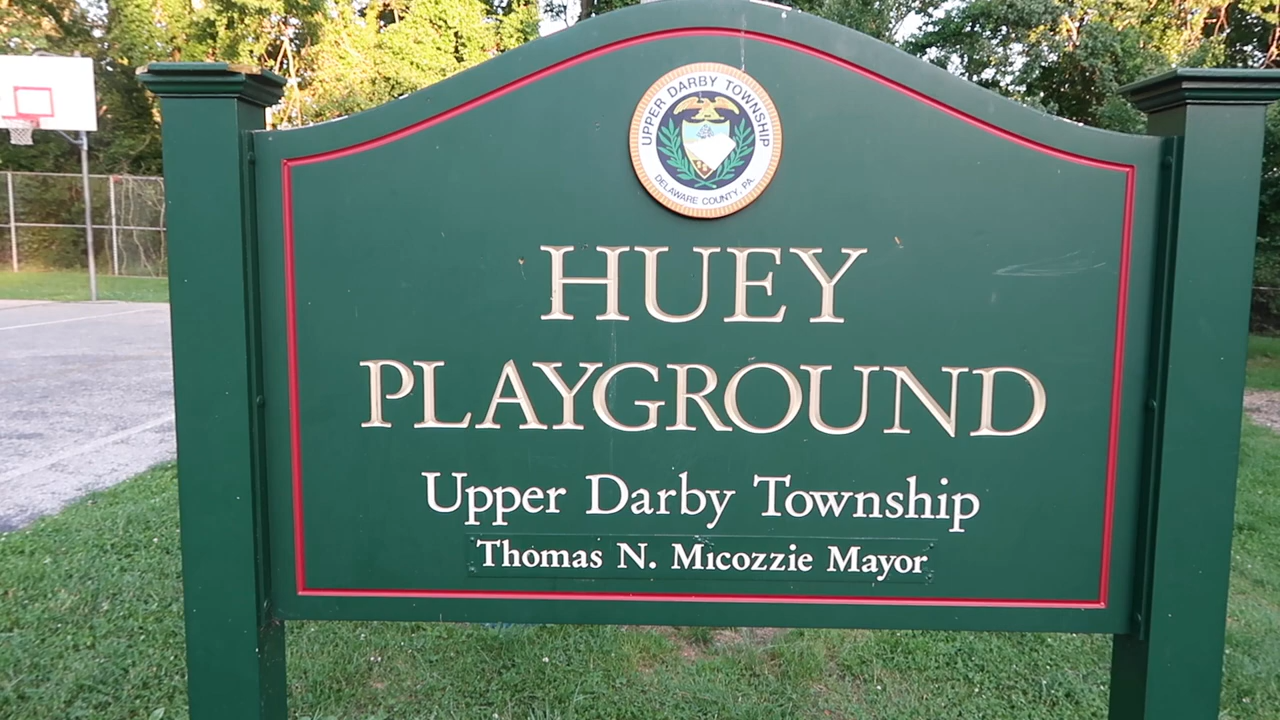 UPPER DARBY TOWNSHIP
DELAWARE COUNTY, PA.
HUEY
PLAYGROUND
Upper Darby Township
Thomas N. Micozzie Mayor